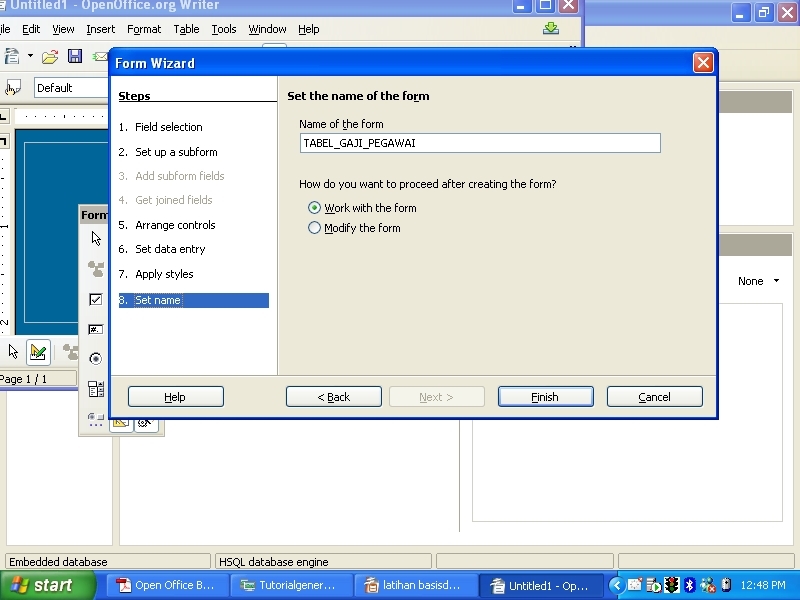 Untitled1 - OpenOffice.org Writer
ile Edit View Insert Format Table Tools Window Help
Default
Form Wizard
Steps
1. Field selection
2. Set up a subform
3. Add subform fields
4. Get joined fields
5. Arrange controls
6. Set data entry
7. Apply styles
8. Set name
Set the name of the form
Name of the form
TABEL_GAJI_PEGAWAI
How do you want to proceed after creating the form?
Work with the form
Modify the form
Form
1
2
None
Page 1 / 1
Help < Back Next > Finish Cancel
Embedded database HSQL database engine
start Open Office B... Tutorialgener... latihan basisd... Untitled1 - Op... 12:48 PM